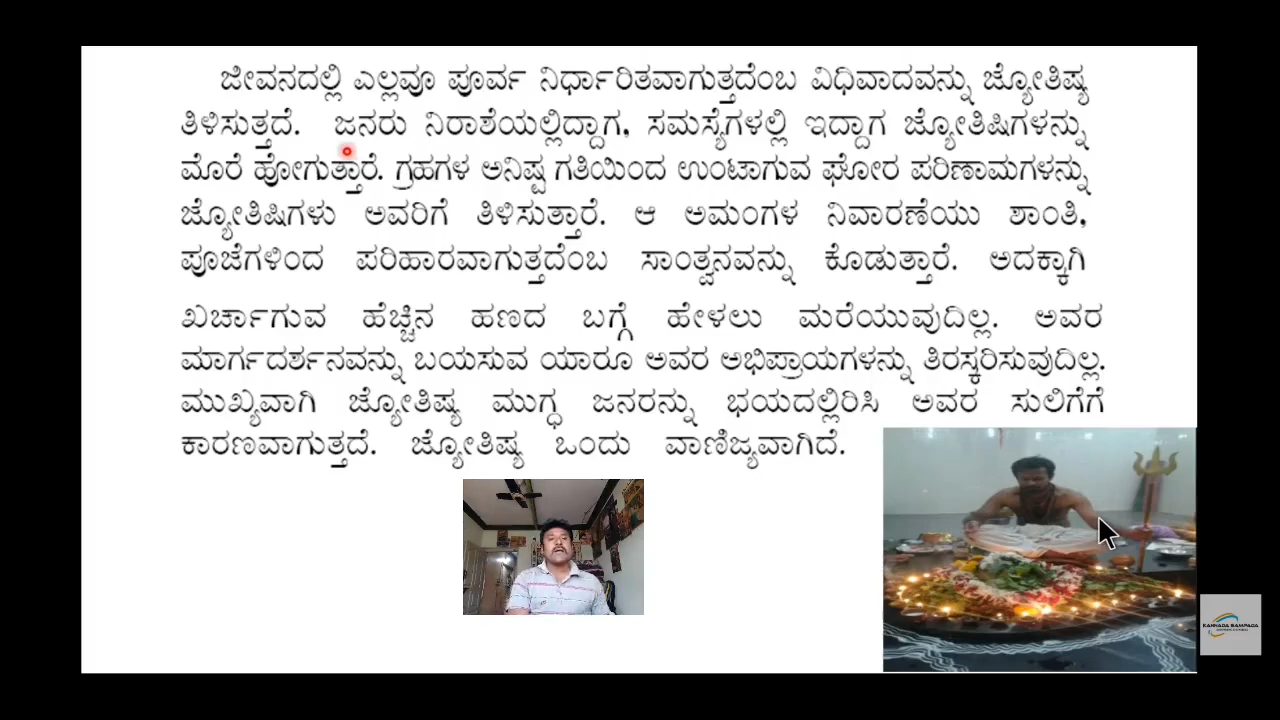 ಜೀವನದಲ್ಲಿ ಎಲ್ಲವೂ ಪೂರ್ವ ನಿರ್ಧಾರಿತವಾಗುತ್ತದೆಂಬ ವಿಧಿವಾದವನ್ನು ಜ್ಯೋತಿಷ್ಯ
ತಿಳಿಸುತ್ತದೆ. ಜನರು ನಿರಾಶೆಯಲ್ಲಿದ್ದಾಗ, ಸಮಸ್ಯೆಗಳಲ್ಲಿ ಇದ್ದಾಗ ಜ್ಯೋತಿಷಿಗಳನ್ನು
ಮೊರೆ ಹೋಗುತ್ತಾರೆ. ಗ್ರಹಗಳ ಅನಿಷ್ಟ ಗತಿಯಿಂದ ಉಂಟಾಗುವ ಘೋರ ಪರಿಣಾಮಗಳನ್ನು
ಜ್ಯೋತಿಷಿಗಳು ಅವರಿಗೆ ತಿಳಿಸುತ್ತಾರೆ. ಆ ಅಮಂಗಳ ನಿವಾರಣೆಯು ಶಾಂತಿ,
ಪೂಜೆಗಳಿಂದ ಪರಿಹಾರವಾಗುತ್ತದೆಂಬ ಸಾಂತ್ವನವನ್ನು ಕೊಡುತ್ತಾರೆ. ಅದಕ್ಕಾಗಿ
ಖರ್ಚಾಗುವ ಹೆಚ್ಚಿನ ಹಣದ ಬಗ್ಗೆ ಹೇಳಲು ಮರೆಯುವುದಿಲ್ಲ. ಅವರ
ಮಾರ್ಗದರ್ಶನವನ್ನು ಬಯಸುವ ಯಾರೂ ಅವರ ಅಭಿಪ್ರಾಯಗಳನ್ನು ತಿರಸ್ಕರಿಸುವುದಿಲ್ಲ.
ಮುಖ್ಯವಾಗಿ ಜ್ಯೋತಿಷ್ಯ ಮುಗ್ಧ ಜನರನ್ನು ಭಯದಲ್ಲಿರಿಸಿ ಅವರ ಸುಲಿಗೆಗೆ
ಕಾರಣವಾಗುತ್ತದೆ. ಜ್ಯೋತಿಷ್ಯ ಒಂದು ವಾಣಿಜ್ಯವಾಗಿದೆ.
KANNADA SAMPADA